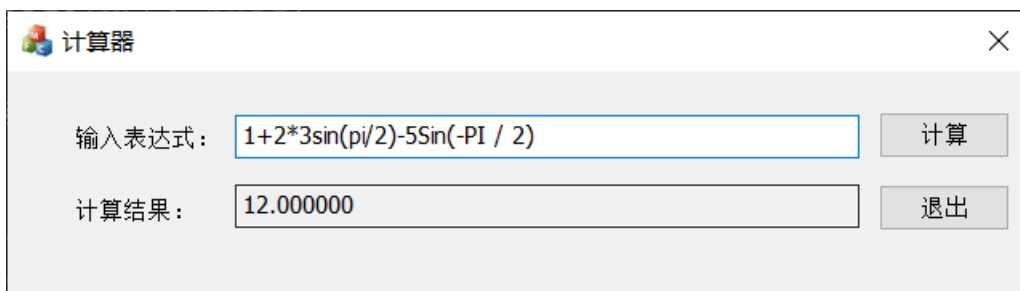 计算器
输入表达式： 1+2*3sin(pi/2)-5Sin(-PI / 2) 计算
计算结果： 12.000000 退出